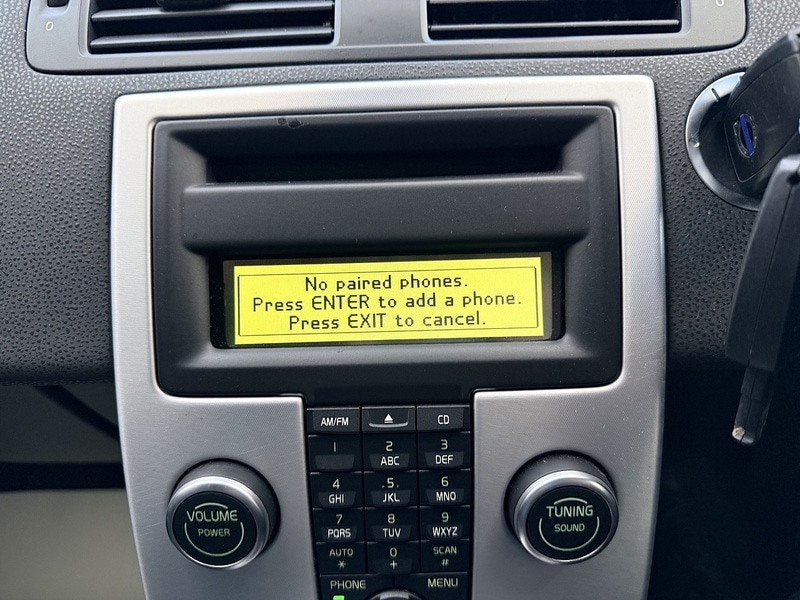 0
0
No paired phones.
Press ENTER to add a phone.
Press EXIT to cancel.
AM/FM
CD
1
2
ABC
3
DEF
4
GHI
.5.
JKL
6
MNO
7
PQRS
8
TUV
9
WXYZ
AUTO
*
0
+
SCAN
#
VOLUME
POWER
TUNING
SOUND
PHONE
MENU